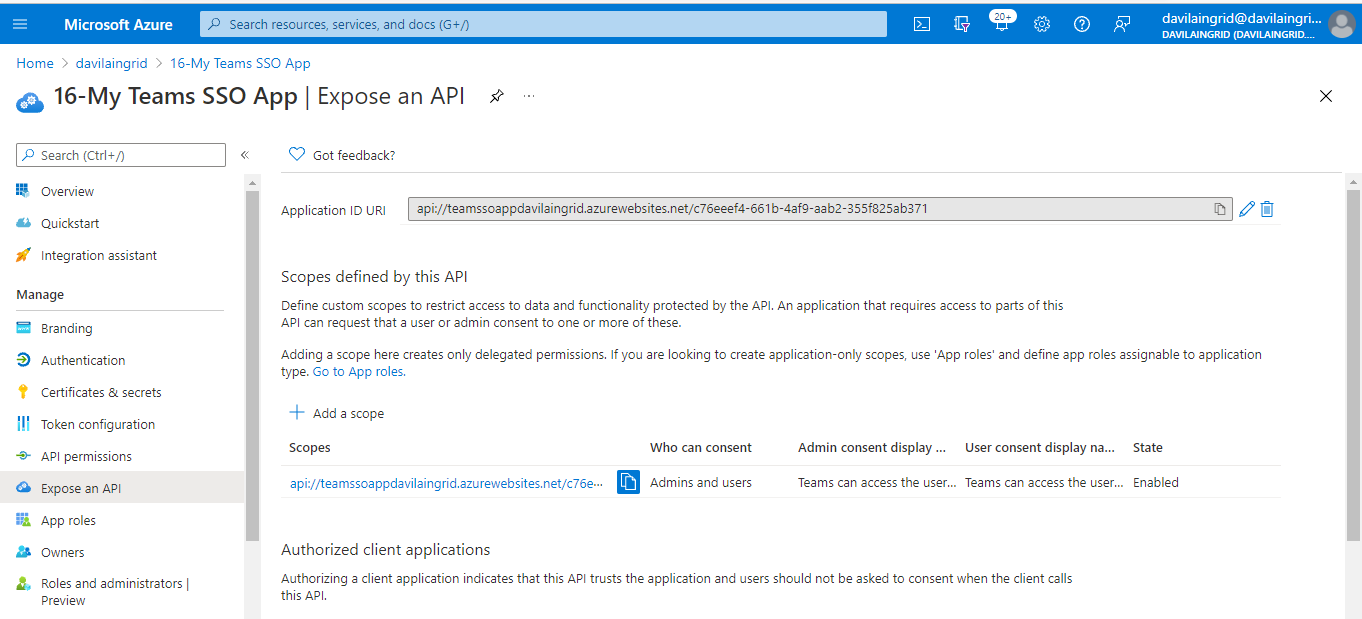 Microsoft Azure
Search resources, services, and docs (G+/)
20+
davilaingrid@davilaingri...
DAVILAINGRID (DAVILAINGRID....
Home > davilaingrid > 16-My Teams SSO App
16-My Teams SSO App | Expose an API
Search (Ctrl+/)
Overview
Quickstart
Integration assistant
Manage
Branding
Authentication
Certificates & secrets
Token configuration
API permissions
Expose an API
App roles
Owners
Roles and administrators |
Preview
Got feedback?
Application ID URI
api://teamssoappdavilaingrid.azurewebsites.net/c76eeef4-661b-4af9-aab2-355f825ab371
Scopes defined by this API
Define custom scopes to restrict access to data and functionality protected by the API. An application that requires access to parts of this
API can request that a user or admin consent to one or more of these.
Adding a scope here creates only delegated permissions. If you are looking to create application-only scopes, use 'App roles' and define app roles assignable to application
type. Go to App roles.
Add a scope
Scopes Who can consent Admin consent display ... User consent display na... State
api://teamssoappdavilaingrid.azurewebsites.net/c76e... Admins and users Teams can access the user... Teams can access the user... Enabled
Authorized client applications
Authorizing a client application indicates that this API trusts the application and users should not be asked to consent when the client calls
this API.